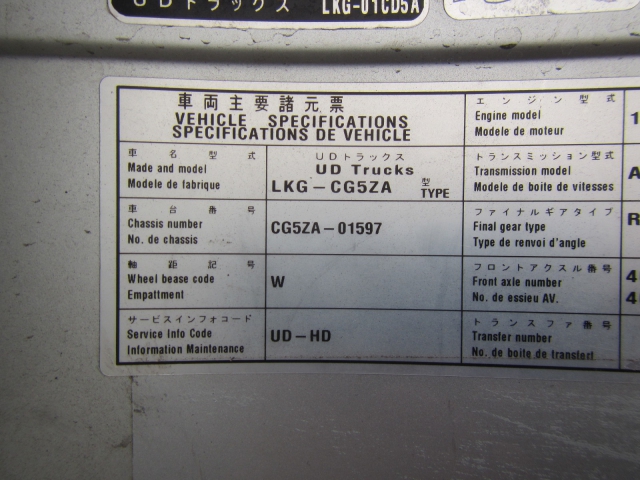 UDトラックス LKG-01CD5A
車両主要諸元票
VEHICLE SPECIFICATIONS
SPECIFICATIONS DE VEHICLE
車名型式
Made and model
Modele de fabrique
UDトラックス
UD Trucks
LKG-CG5ZA 型 TYPE
車台番号
Chassis number
No. de chassis
CG5ZA-01597
軸距記号
Wheel bease code
Empattment
W
サービスインフォコード
Service Info Code
Information Maintenance
UD-HD
エンジン型式
Engine model
Modele de moteur
1
トランスミッション型式
Transmission model
Modele de boite de vitesses
A
ファイナルギアタイプ
Final gear type
Type de renvoi d'angle
R
フロントアクスル番号
Front axle number
No. de essieu AV.
4
4
トランスファ番号
Transfer number
No. de boite de transfert